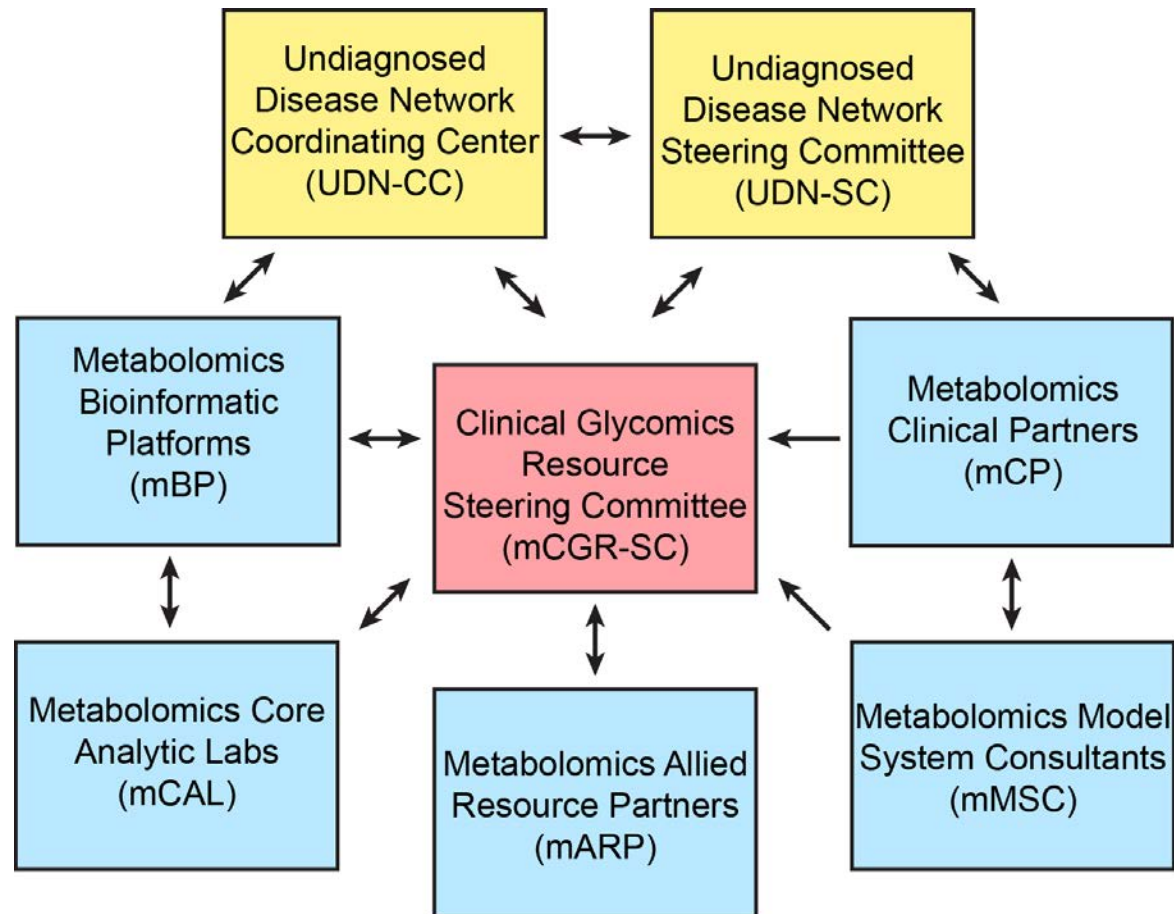 Undiagnosed
Disease Network
Coordinating Center
(UDN-CC)
Undiagnosed
Disease Network
Steering Committee
(UDN-SC)
Metabolomics
Bioinformatic
Platforms
(mBP)
Clinical Glycomics
Resource
Steering Committee
(mCGR-SC)
Metabolomics
Clinical Partners
(mCP)
Metabolomics Core
Analytic Labs
(mCAL)
Metabolomics Allied
Resource Partners
(mARP)
Metabolomics Model
System Consultants
(mMSC)